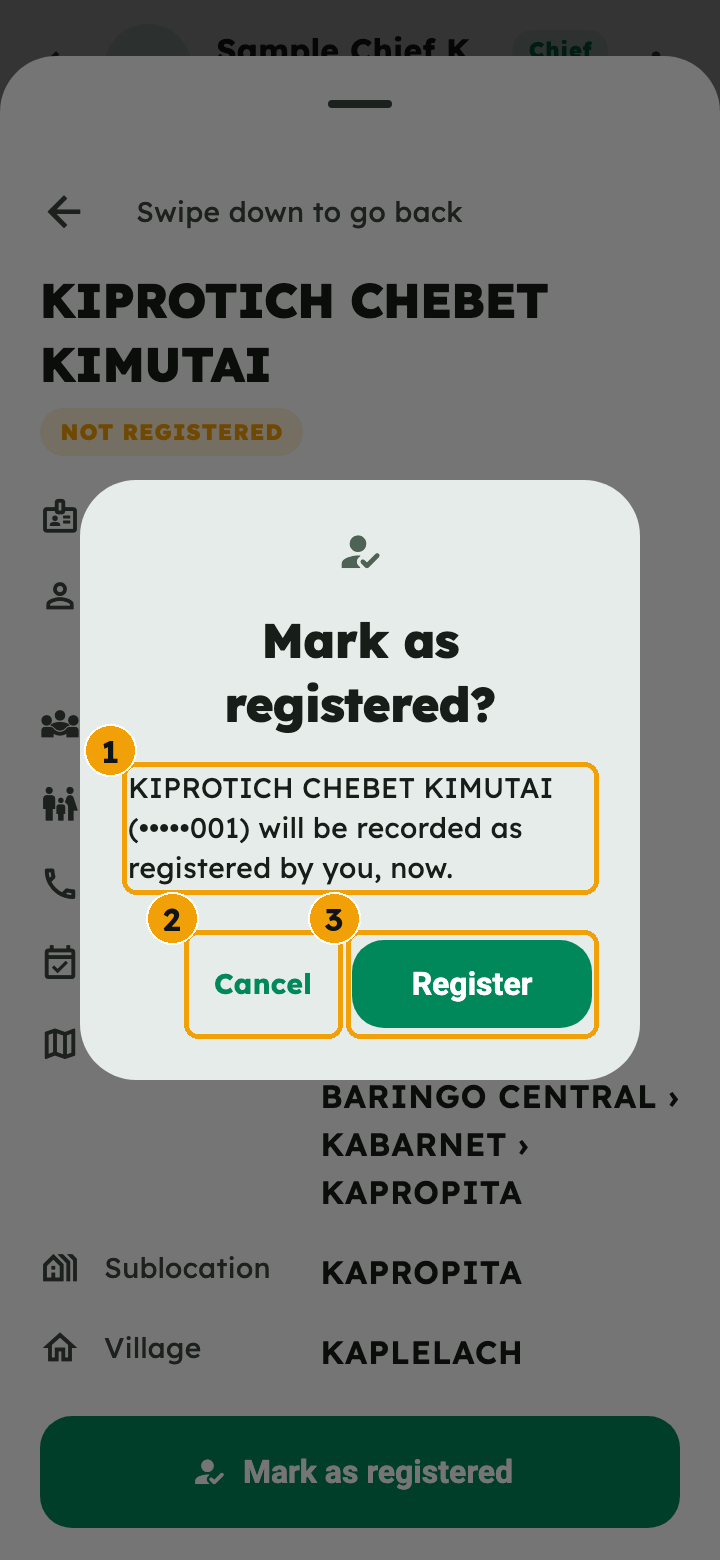 Sample Chief K
Chief
Swipe down to go back
KIPROTICH CHEBET
KIMUTAI
NOT REGISTERED
Mark as
registered?
1
KIPROTICH CHEBET KIMUTAI
(•••••001) will be recorded as
registered by you, now.
2
3
Cancel
Register
BARINGO CENTRAL ›
KABARNET ›
KAPROPITA
Sublocation
KAPROPITA
Village
KAPLELACH
Mark as registered